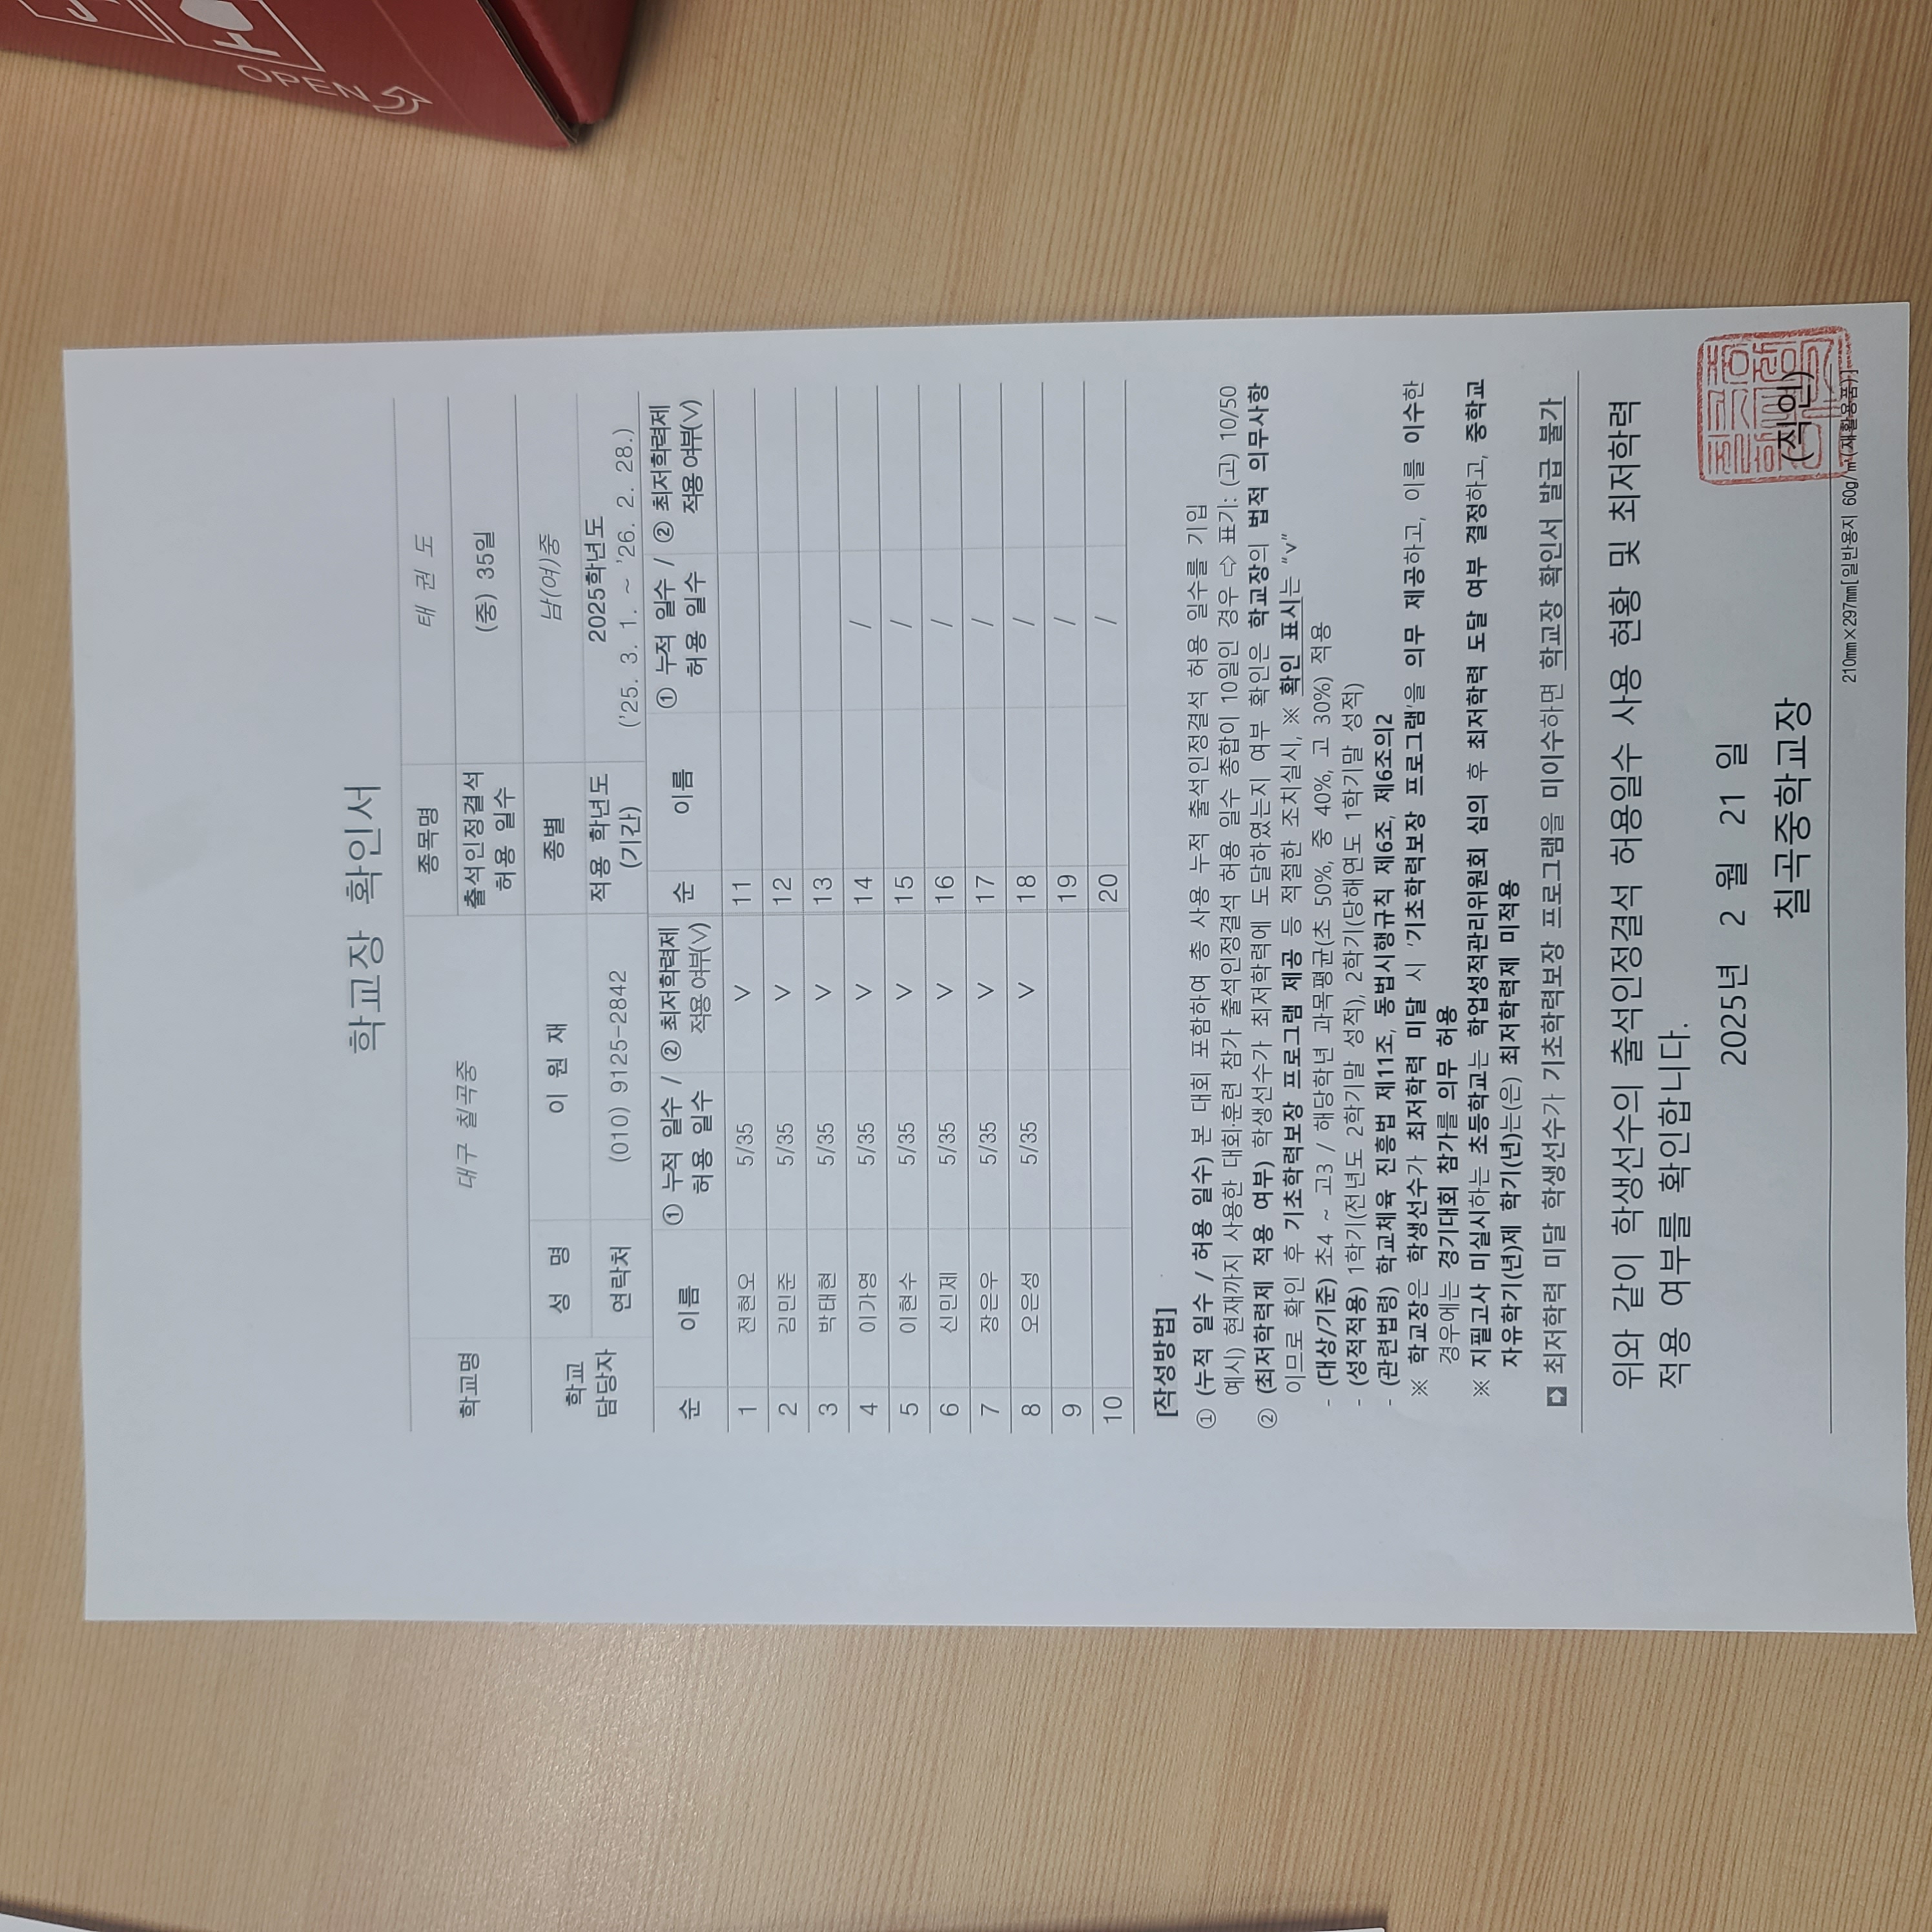 OPEN
학교장 확인서
학교명 대구 칠곡중 종목명 태 권 도
출석인정결석 허용 일수 (중) 35일
학교 담당자 성 명 이 원 재 종별 남(여)중
연락처 (010) 9125-2842 적용 학년도 (기간) 2025학년도
('25. 3. 1. ~ '26. 2. 28.)
순 이름 ① 누적 일수 / 허용 일수 ② 최저학력제 적용 여부(V) 순 이름 ① 누적 일수 / 허용 일수 ② 최저학력제 적용 여부(V)
1 전현오 5/35 V 11
2 김민준 5/35 V 12
3 박태현 5/35 V 13
4 이가영 5/35 V 14 /
5 이현수 5/35 V 15 /
6 신민제 5/35 V 16 /
7 장은우 5/35 V 17 /
8 오은성 5/35 V 18 /
9 19 /
10 20 /
[작성방법]
① (누적 일수 / 허용 일수) 본 대회 포함하여 총 사용 누적 출석인정결석 허용 일수를 기입
예시) 현재까지 사용한 대회·훈련 참가 출석인정결석 허용 일수 총합이 10일인 경우 ⇨ 표기: (고) 10/50
② (최저학력제 적용 여부) 학생선수가 최저학력에 도달하였는지 여부 확인은 학교장의 법적 의무사항
이므로 확인 후 기초학력보장 프로그램 제공 등 적절한 조치실시, ※ 확인 표시는 “v”
- (대상/기준) 초4 ~ 고3 / 해당학년 과목평균(초 50%, 중 40%, 고 30%) 적용
- (성적적용) 1학기(전년도 2학기말 성적), 2학기(당해연도 1학기말 성적)
- (관련법령) 학교체육 진흥법 제11조, 동법시행규칙 제6조, 제6조의2
※ 학교장은 학생선수가 최저학력 미달 시 '기초학력보장 프로그램'을 의무 제공하고, 이를 이수한
경우에는 경기대회 참가를 의무 허용
※ 지필고사 미실시하는 초등학교는 학업성적관리위원회 심의 후 최저학력 도달 여부 결정하고, 중학교
자유학기(년)제 학기(년)는(은) 최저학력제 미적용
➡ 최저학력 미달 학생선수가 기초학력보장 프로그램을 미이수하면 학교장 확인서 발급 불가
위와 같이 학생선수의 출석인정결석 허용일수 사용 현황 및 최저학력
적용 여부를 확인합니다.
2025년 2 월 21 일
칠곡중학교장 (직인)
210㎜×297㎜[일반용지 60g/㎡(재활용품)]